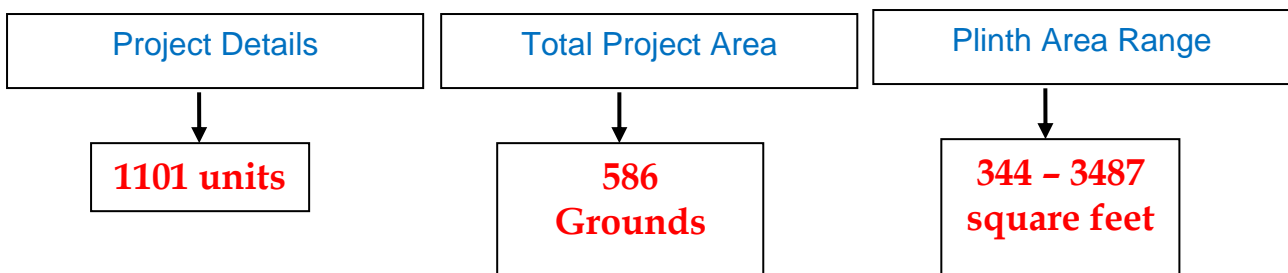 Project Details
1101 units
Total Project Area
586
Grounds
Plinth Area Range
344 – 3487
square feet